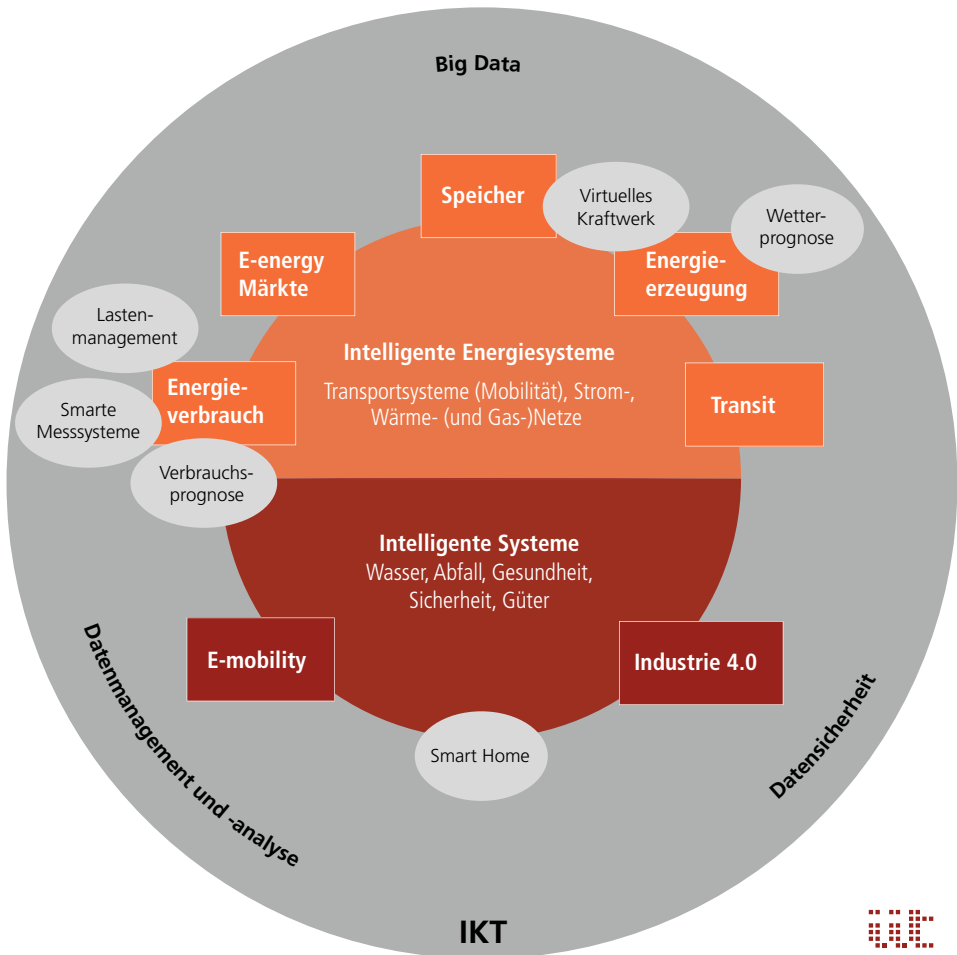 Big Data
Speicher
Virtuelles
Kraftwerk
Wetter-
prognose
E-energy
Märkte
Energie-
erzeugung
Lasten-
management
Intelligente Energiesysteme
Transportsysteme (Mobilität), Strom-,
Wärme- (und Gas-)Netze
Energie-
verbrauch
Smarte
Messsysteme
Transit
Verbrauchs-
prognose
Intelligente Systeme
Wasser, Abfall, Gesundheit,
Sicherheit, Güter
E-mobility
Industrie 4.0
Smart Home
Datenmanagement und -analyse
Datensicherheit
IKT
iit